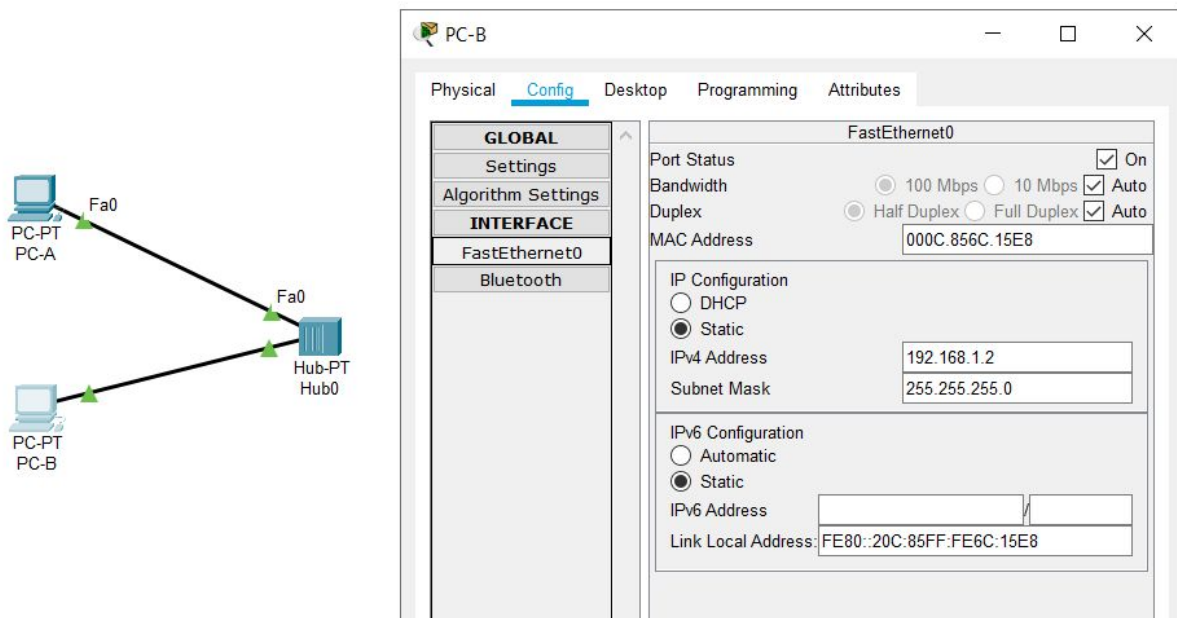 Fa0
PC-PT
PC-A
Fa0
Hub-PT
Hub0
PC-PT
PC-B
PC-B
Physical Config Desktop Programming Attributes
GLOBAL
Settings
Algorithm Settings
INTERFACE
FastEthernet0
Bluetooth
FastEthernet0
Port Status On
Bandwidth 100 Mbps 10 Mbps Auto
Duplex Half Duplex Full Duplex Auto
MAC Address 000C.856C.15E8
IP Configuration
DHCP
Static
IPv4 Address 192.168.1.2
Subnet Mask 255.255.255.0
IPv6 Configuration
Automatic
Static
IPv6 Address /
Link Local Address: FE80::20C:85FF:FE6C:15E8